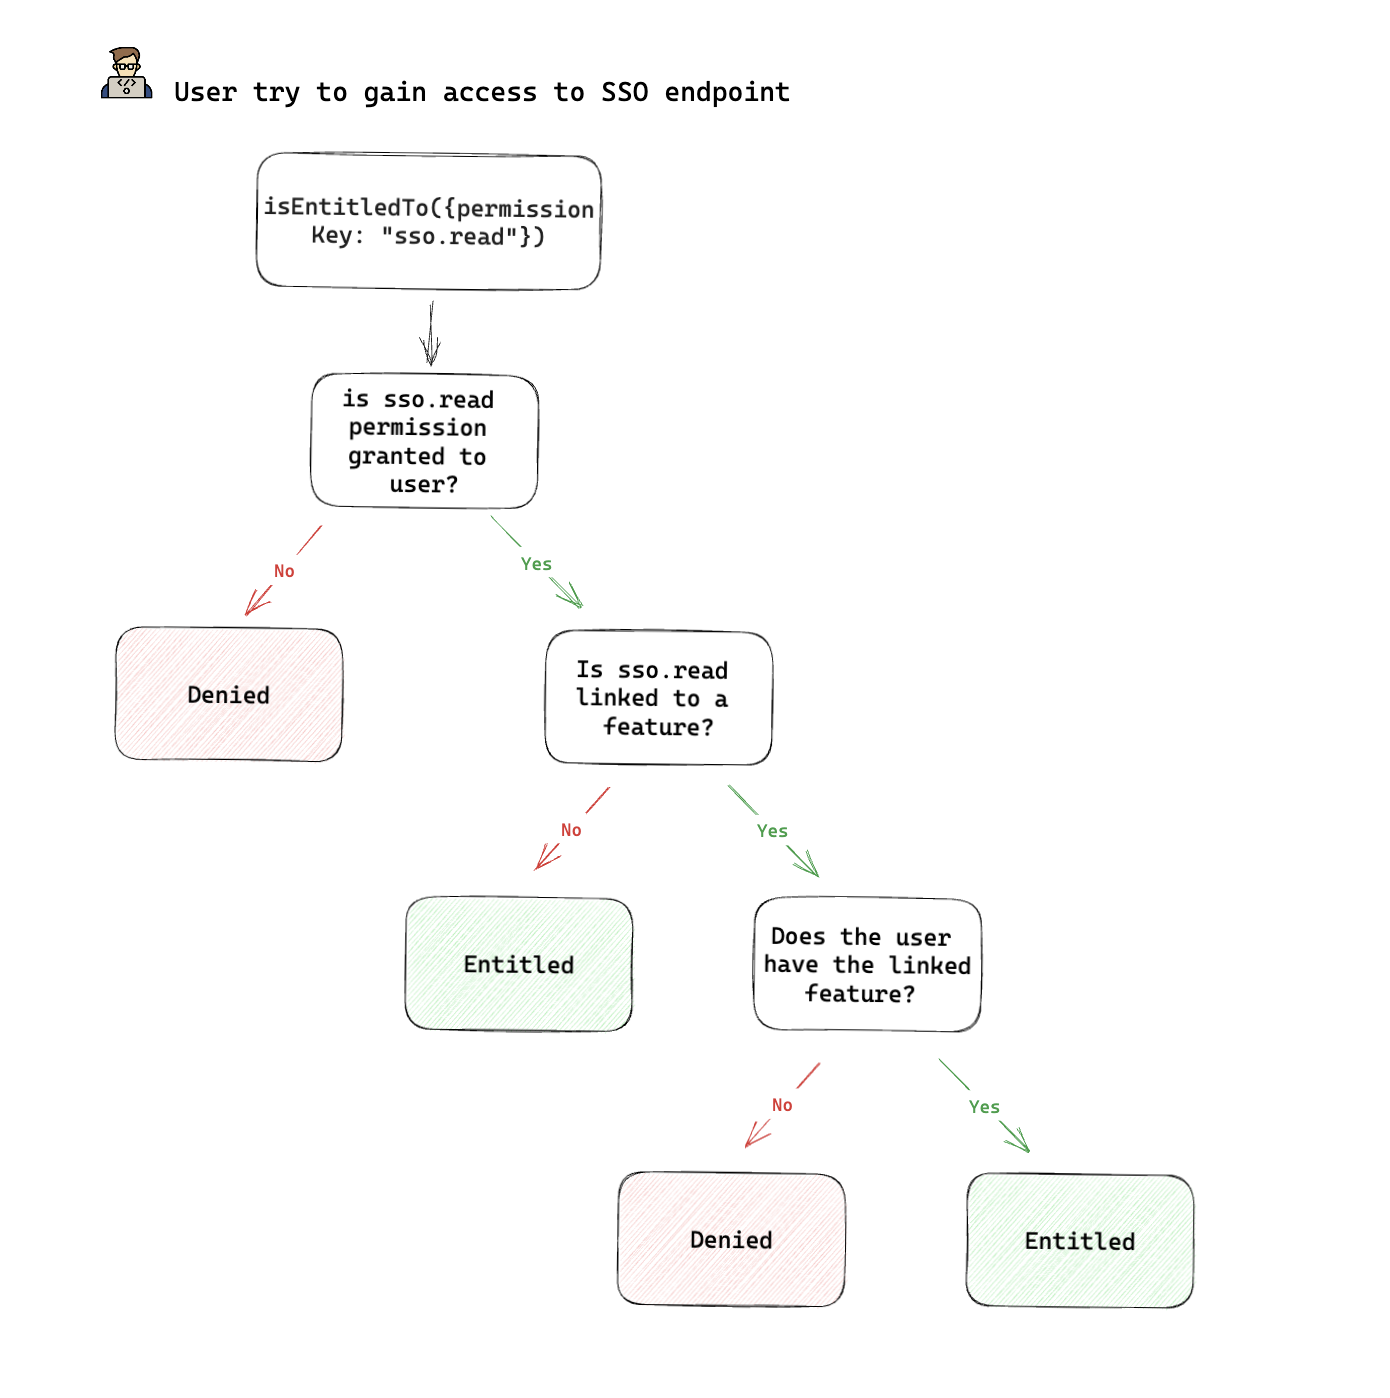 User try to gain access to SSO endpoint
isEntitledTo({permission
Key: "sso.read"})
is sso.read
permission
granted to
user?
No
Yes
Denied
Is sso.read
linked to a
feature?
No
Yes
Entitled
Does the user
have the linked
feature?
No
Yes
Denied
Entitled